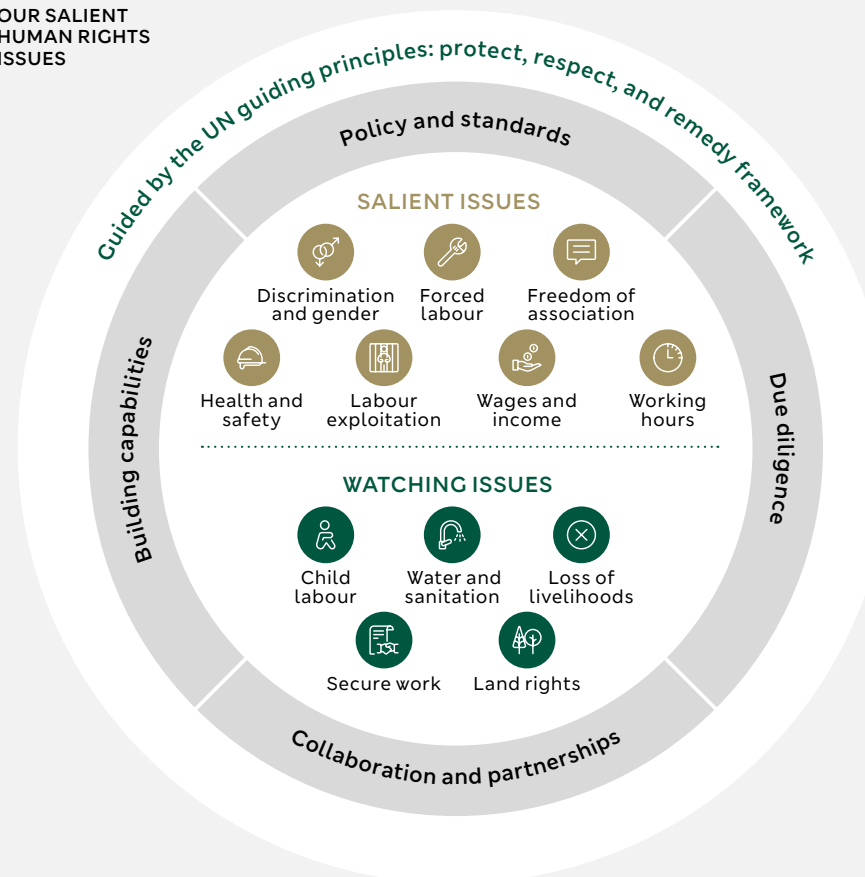 OUR SALIENT
HUMAN RIGHTS
ISSUES
Guided by the UN guiding principles: protect, respect, and remedy framework
Policy and standards
Building capabilities
Due diligence
Collaboration and partnerships
SALIENT ISSUES
Discrimination
and gender
Forced
labour
Freedom of
association
Health and
safety
Labour
exploitation
Wages and
income
Working
hours
WATCHING ISSUES
Child
labour
Water and
sanitation
Loss of
livelihoods
Secure work
Land rights